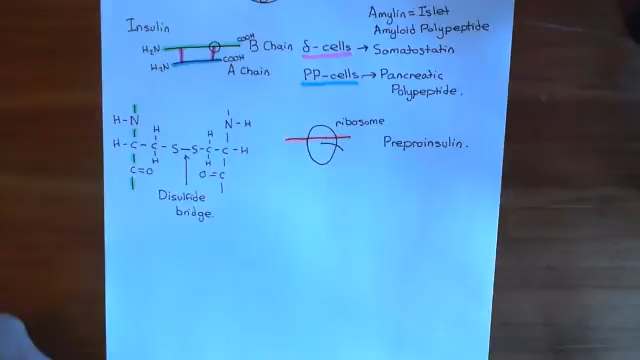 Insulin
Amylin = Islet
Amyloid Polypeptide
H₂N COOH B Chain
H₂N COOH
A Chain
δ-cells → Somatostatin
PP-cells → Pancreatic
Polypeptide.
H-N
H H
N-H
H-C-C-S-S-C-C-H
H H
C=O O=C
Disulfide
bridge.
ribosome
Preproinsulin.